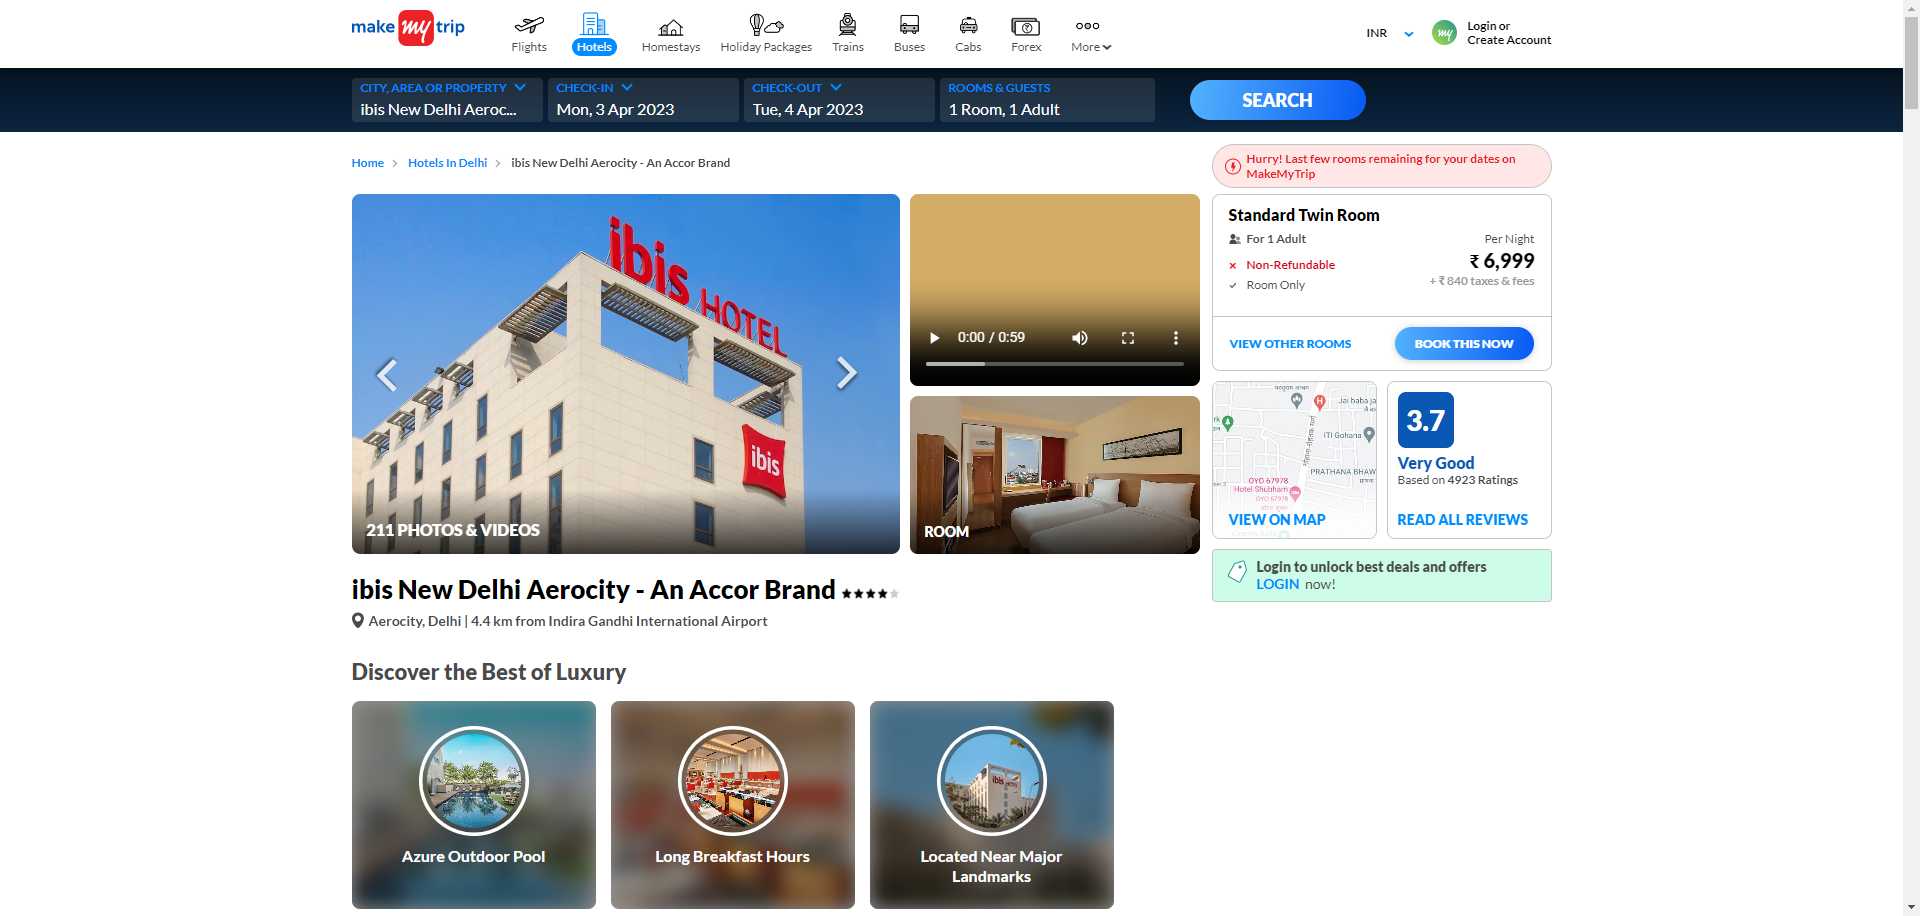 make my trip
Flights
Hotels
Homestays
Holiday Packages
Trains
Buses
Cabs
Forex
More
INR
my
Login or
Create Account
CITY, AREA OR PROPERTY
ibis New Delhi Aeroc...
CHECK-IN
Mon, 3 Apr 2023
CHECK-OUT
Tue, 4 Apr 2023
ROOMS & GUESTS
1 Room, 1 Adult
SEARCH
Home > Hotels In Delhi > ibis New Delhi Aerocity - An Accor Brand
Hurry! Last few rooms remaining for your dates on
MakeMyTrip
ibis HOTEL
ibis
211 PHOTOS & VIDEOS
0:00 / 0:59
ROOM
Standard Twin Room
For 1 Adult
Per Night
Non-Refundable
₹ 6,999
Room Only
+ ₹ 840 taxes & fees
VIEW OTHER ROOMS
BOOK THIS NOW
Jai baba ja
ITI Gohana
PRATHANA BHAW
OYO 67978
Hotel Shubham
OYO 67978
VIEW ON MAP
3.7
Very Good
Based on 4923 Ratings
READ ALL REVIEWS
Login to unlock best deals and offers
LOGIN now!
ibis New Delhi Aerocity - An Accor Brand
Aerocity, Delhi | 4.4 km from Indira Gandhi International Airport
Discover the Best of Luxury
Azure Outdoor Pool
Long Breakfast Hours
ibis HOTEL
Located Near Major
Landmarks